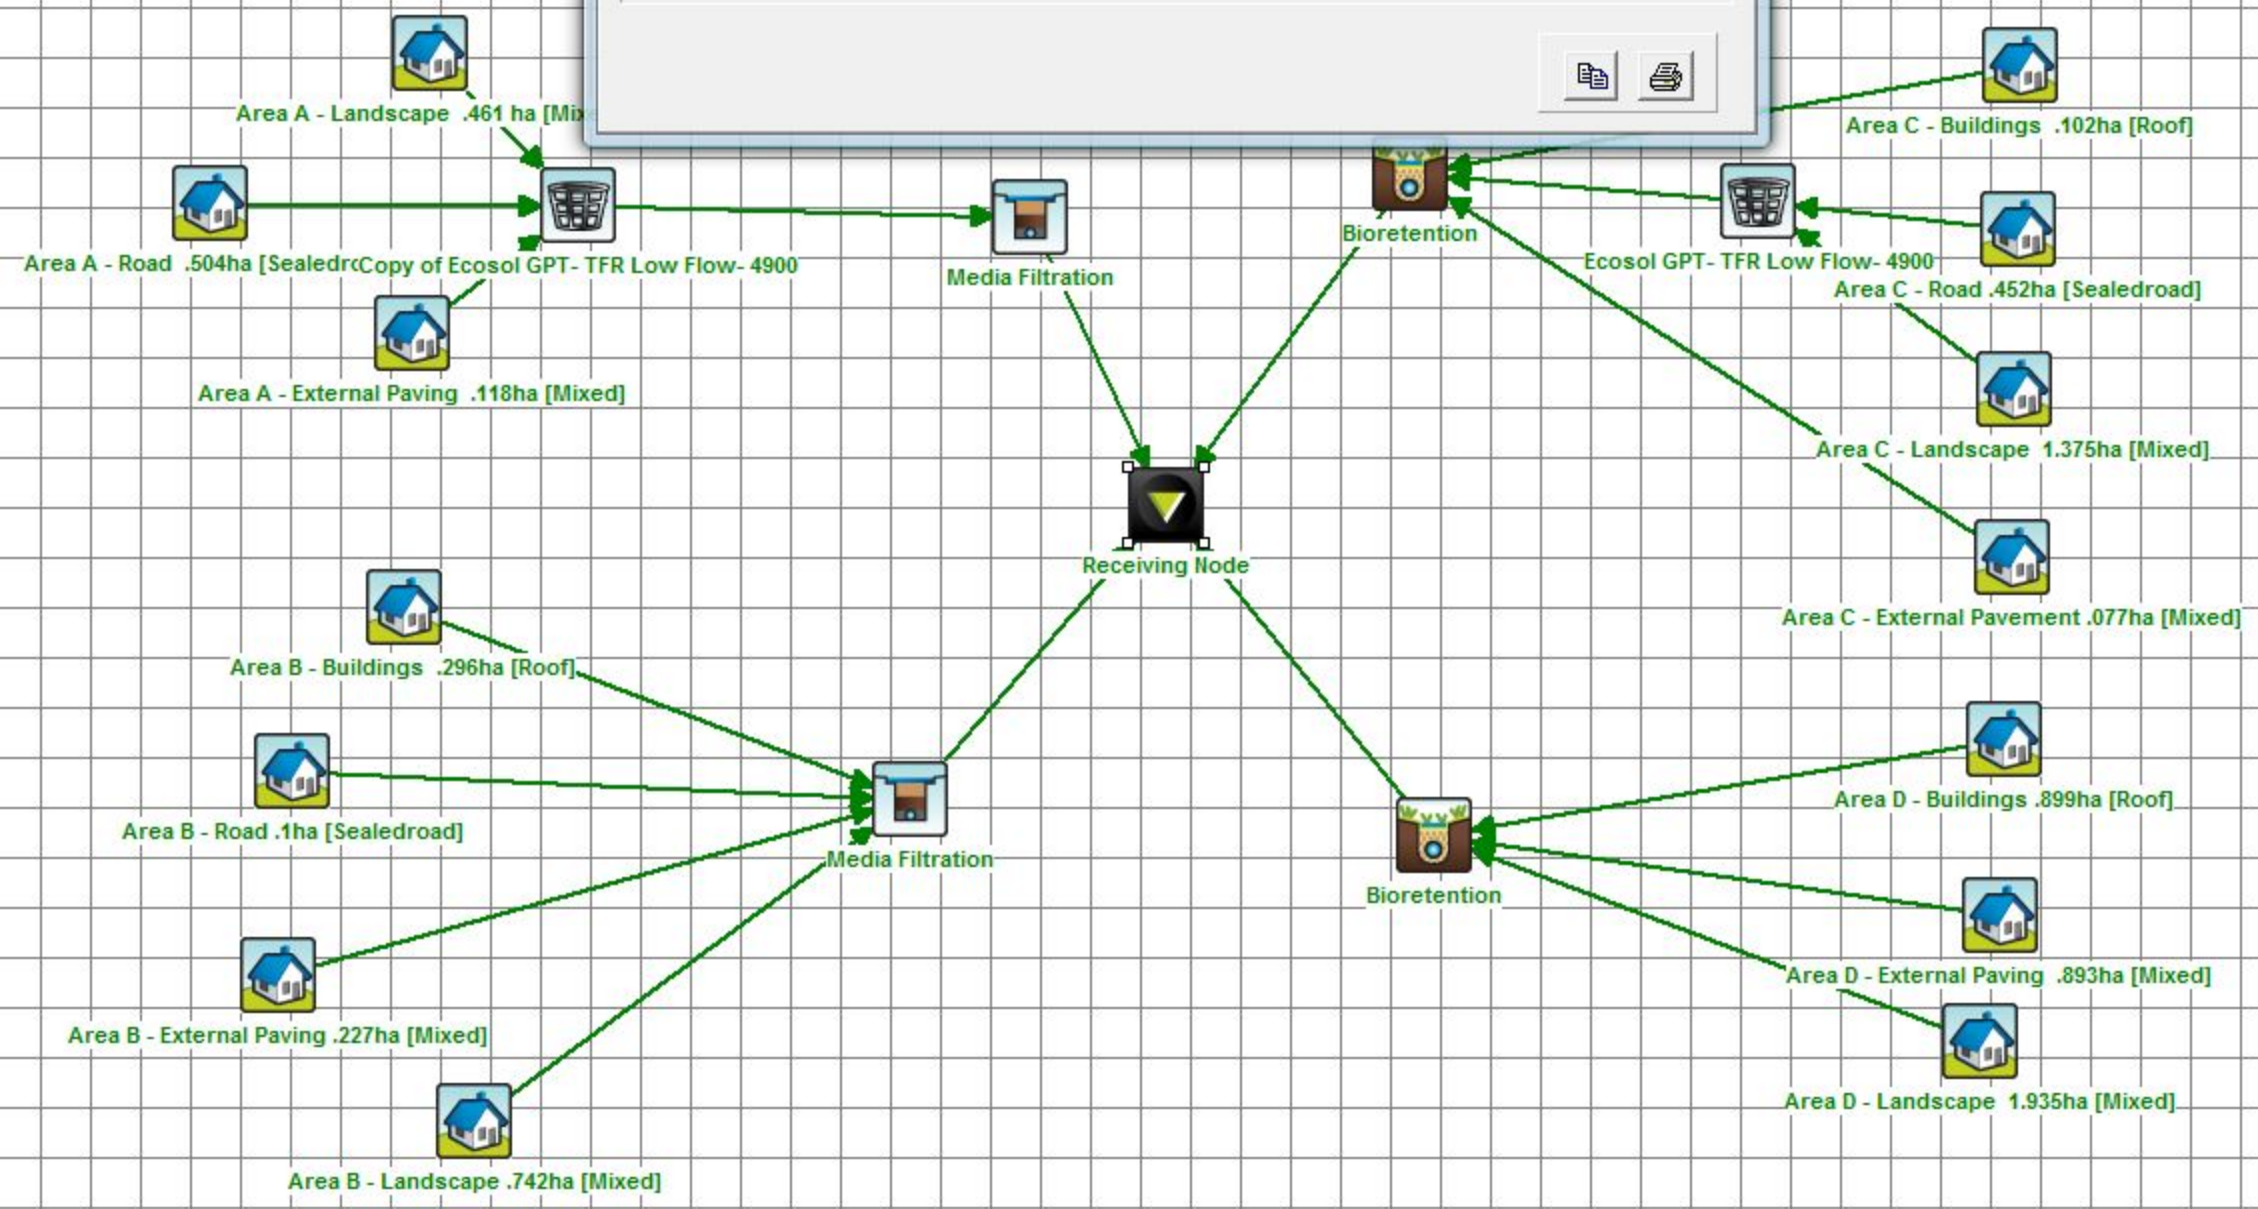 Area A - Landscape .461 ha [Mix
Area C - Buildings .102ha [Roof]
Area A - Road .504ha [Sealedr
Copy of Ecosol GPT- TFR Low Flow- 4900
Media Filtration
Bioretention
Ecosol GPT- TFR Low Flow- 4900
Area C - Road .452ha [Sealedroad]
Area A - External Paving .118ha [Mixed]
Area C - Landscape 1.375ha [Mixed]
Receiving Node
Area C - External Pavement .077ha [Mixed]
Area B - Buildings .296ha [Roof]
Area D - Buildings .899ha [Roof]
Area B - Road .1ha [Sealedroad]
Media Filtration
Bioretention
Area D - External Paving .893ha [Mixed]
Area B - External Paving .227ha [Mixed]
Area D - Landscape 1.935ha [Mixed]
Area B - Landscape .742ha [Mixed]